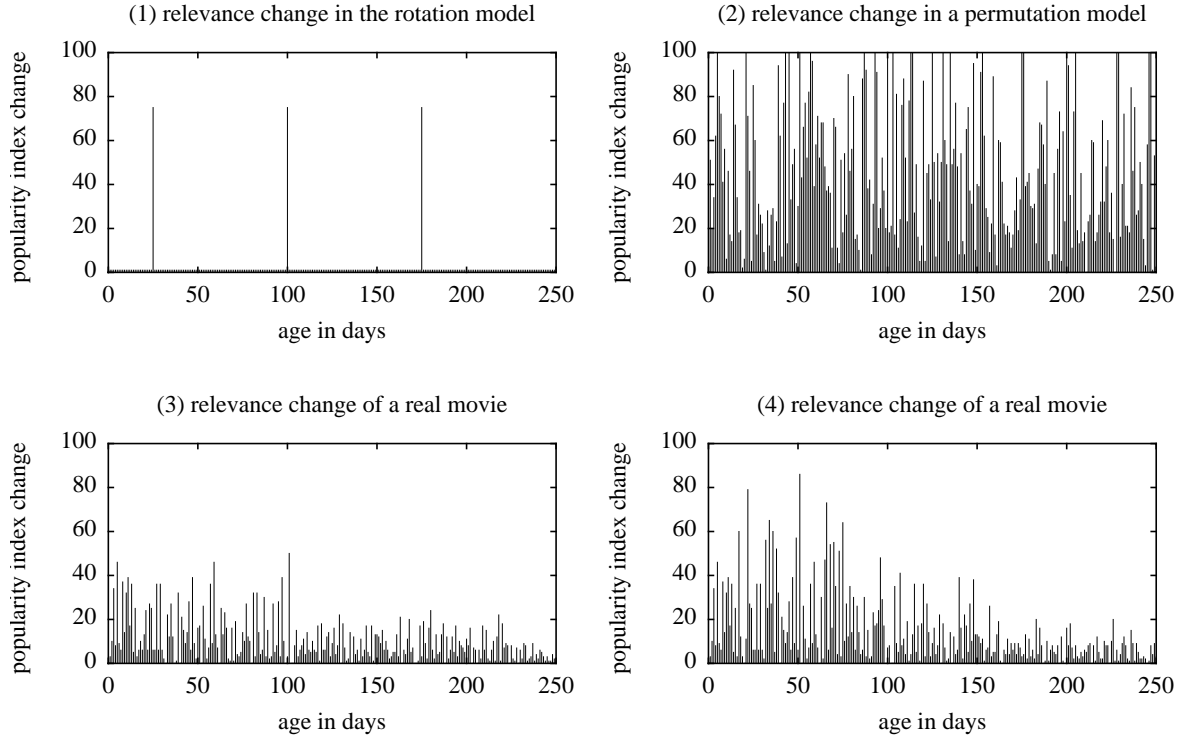 (1) relevance change in the rotation model
popularity index change
100
80
60
40
20
0
0 50 100 150 200 250
age in days
(2) relevance change in a permutation model
popularity index change
100
80
60
40
20
0
0 50 100 150 200 250
age in days
(3) relevance change of a real movie
popularity index change
100
80
60
40
20
0
0 50 100 150 200 250
age in days
(4) relevance change of a real movie
popularity index change
100
80
60
40
20
0
0 50 100 150 200 250
age in days